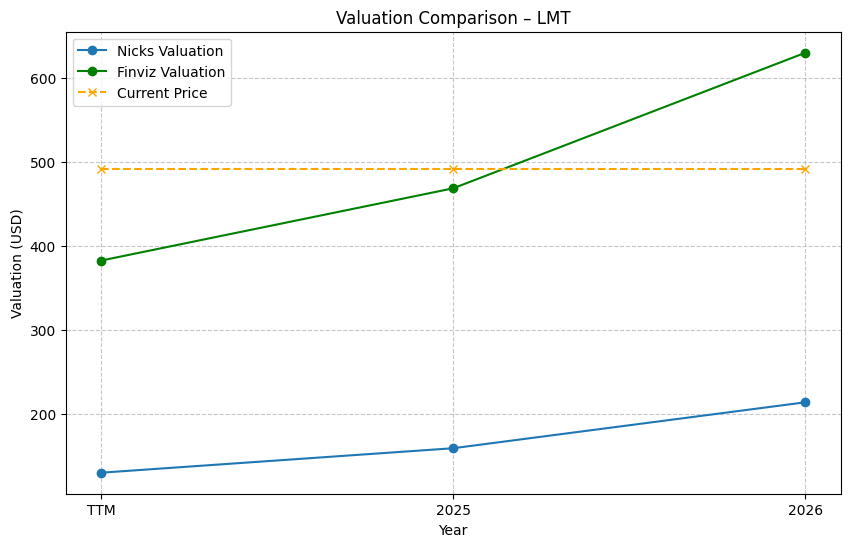 Valuation Comparison – LMT
Nicks Valuation
Finviz Valuation
Current Price
Valuation (USD)
600
500
400
300
200
TTM
2025
2026
Year